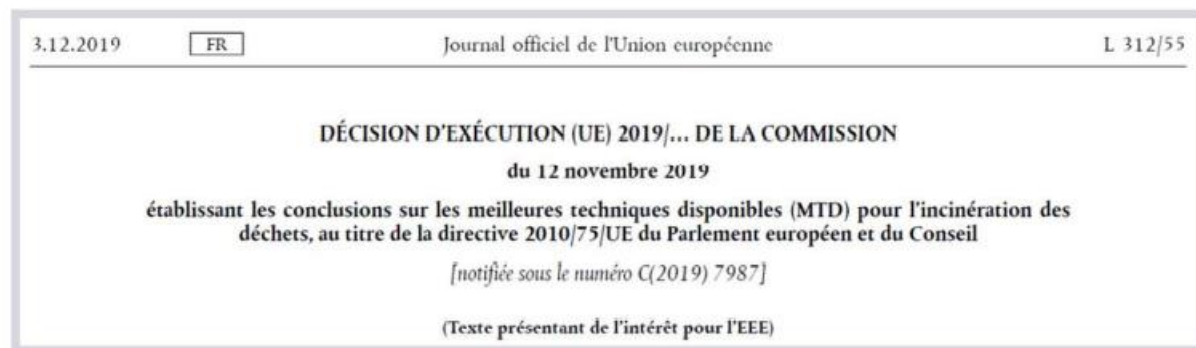 3.12.2019 FR Journal officiel de l'Union européenne L 312/55
DÉCISION D'EXÉCUTION (UE) 2019/... DE LA COMMISSION
du 12 novembre 2019
établissant les conclusions sur les meilleures techniques disponibles (MTD) pour l'incinération des
déchets, au titre de la directive 2010/75/UE du Parlement européen et du Conseil
[notifiée sous le numéro C(2019) 7987]
(Texte présentant de l'intérêt pour l'EEE)